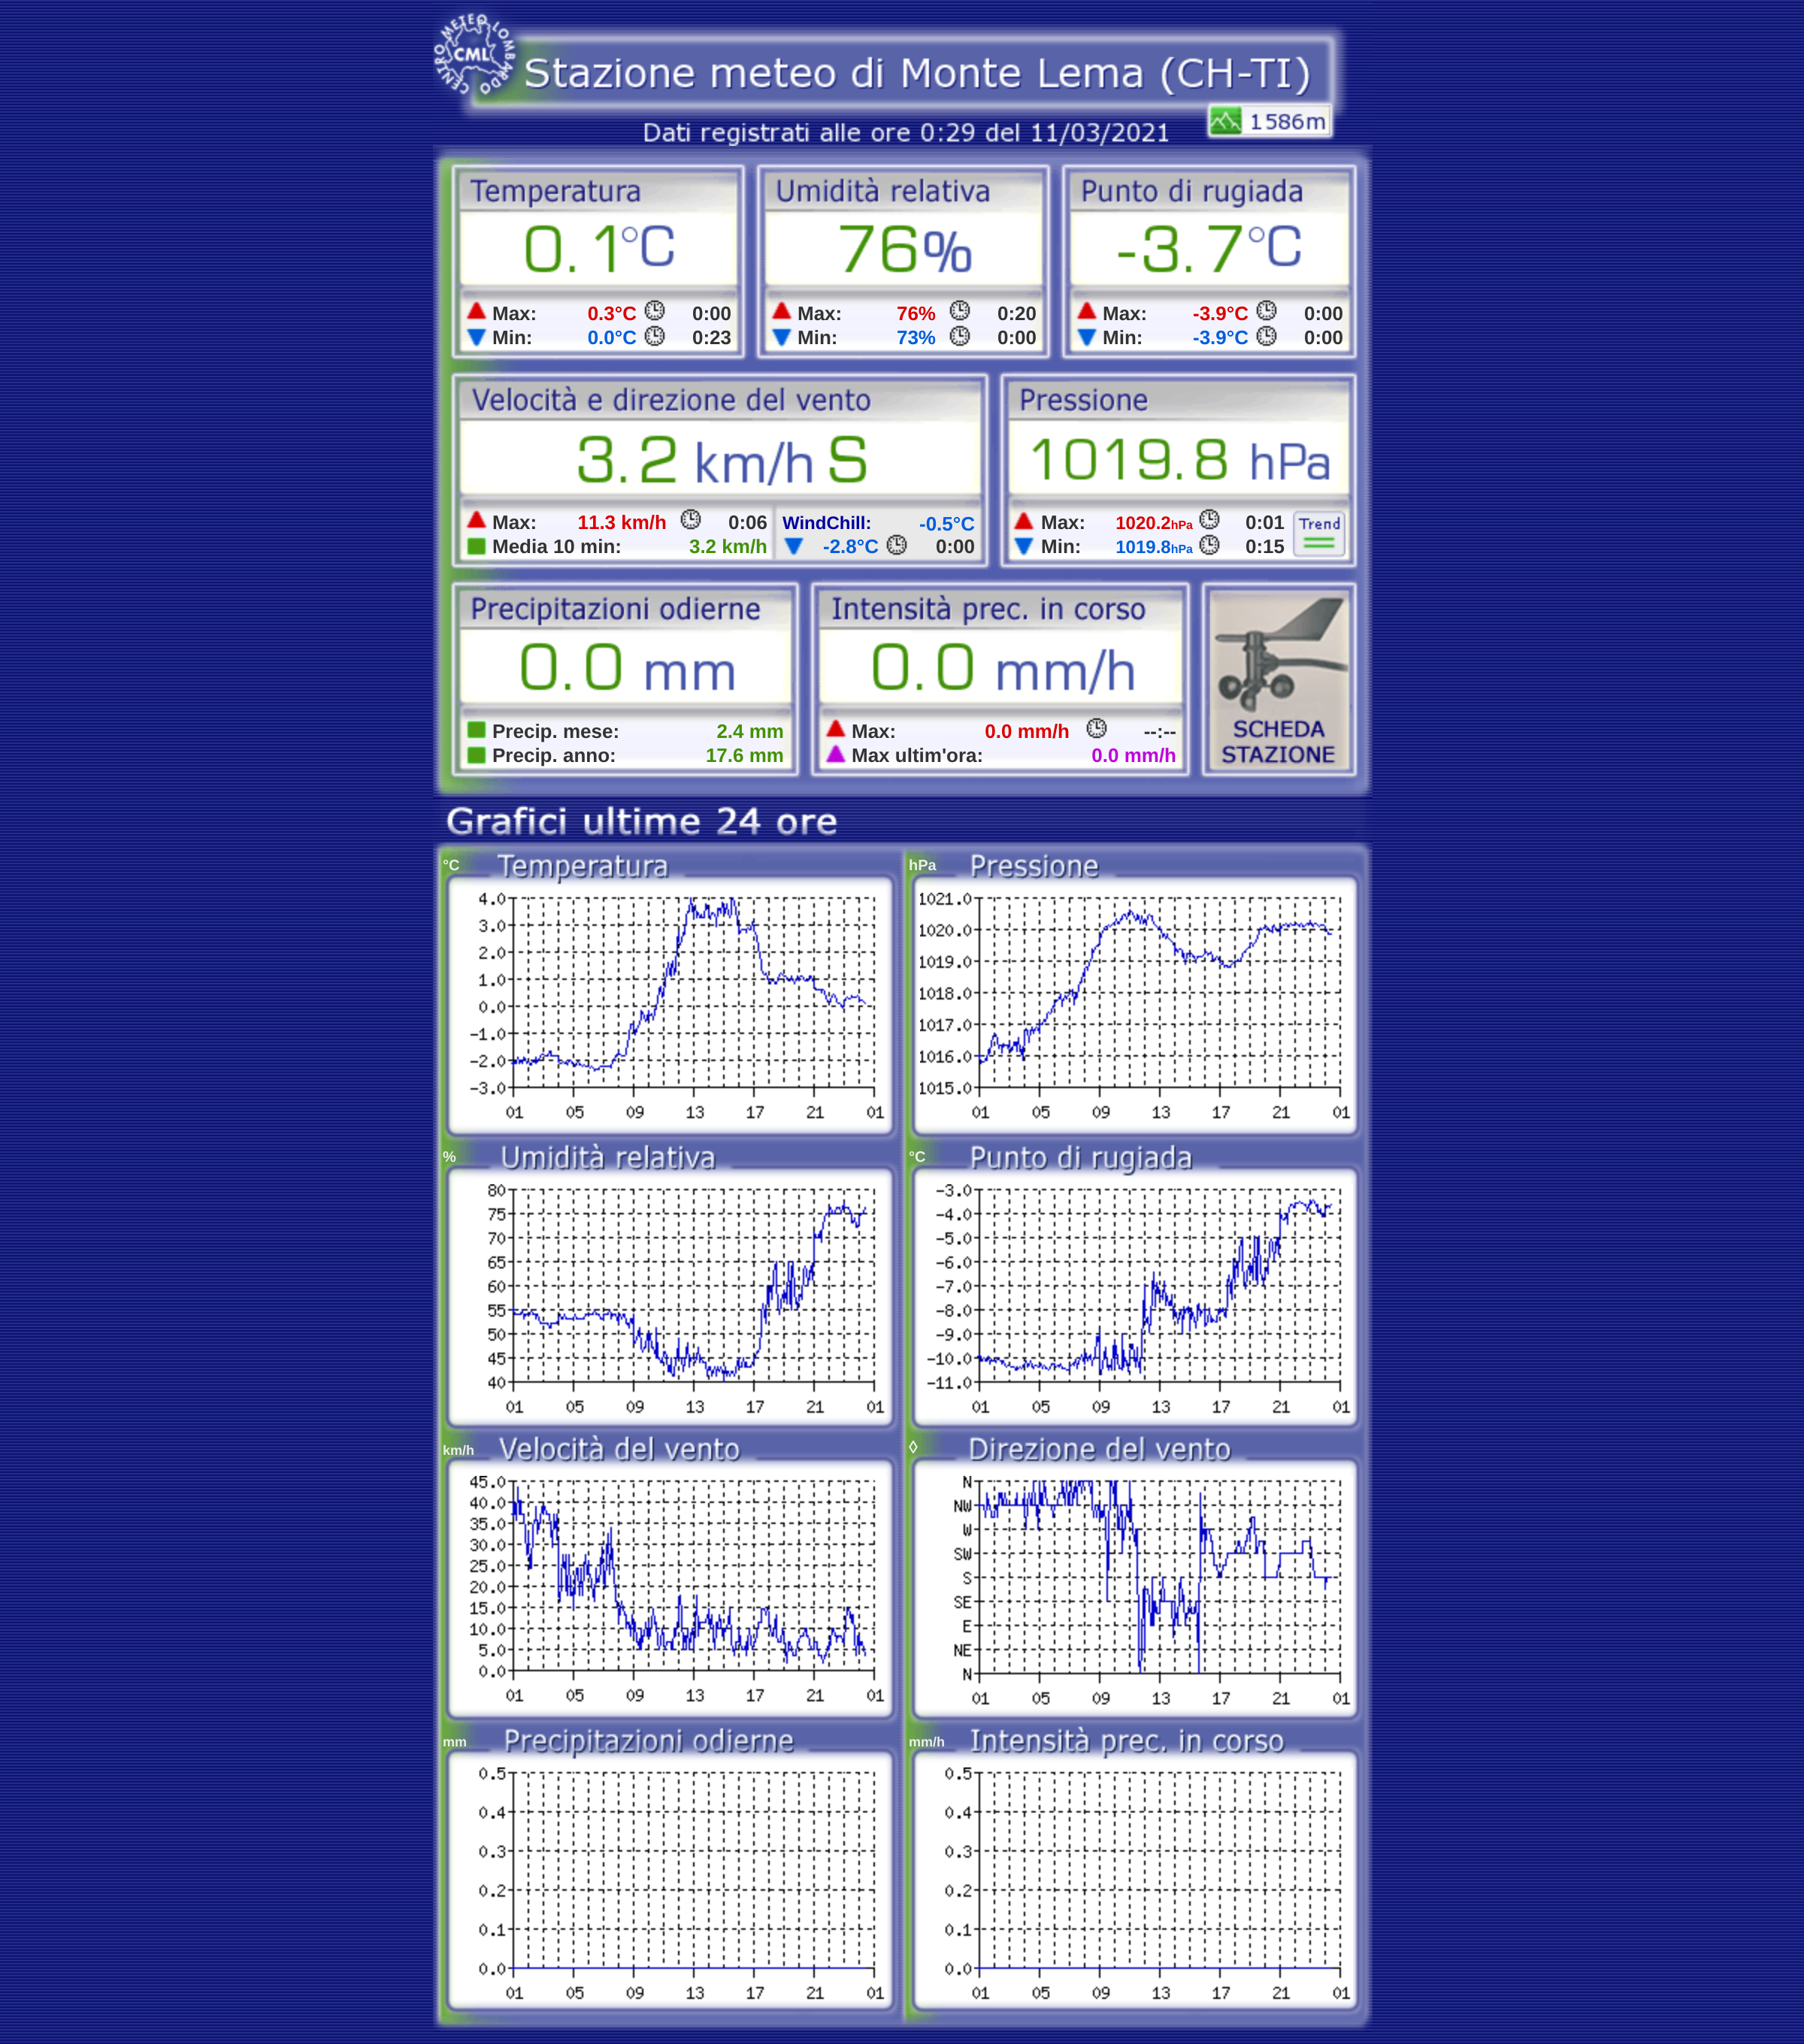 CENTRO METEO LOMBARDO
CML
Stazione meteo di Monte Lema (CH-TI)
1586m
Dati registrati alle ore 0:29 del 11/03/2021
Temperatura
0.1°C
Max: 0.3°C 0:00
Min: 0.0°C 0:23
Umidità relativa
76%
Max: 76% 0:20
Min: 73% 0:00
Punto di rugiada
-3.7°C
Max: -3.9°C 0:00
Min: -3.9°C 0:00
Velocità e direzione del vento
3.2 km/h S
Max: 11.3 km/h 0:06
Media 10 min: 3.2 km/h
WindChill: -0.5°C
-2.8°C 0:00
Pressione
1019.8 hPa
Max: 1020.2hPa 0:01
Min: 1019.8hPa 0:15
Trend
Precipitazioni odierne
0.0 mm
Precip. mese: 2.4 mm
Precip. anno: 17.6 mm
Intensità prec. in corso
0.0 mm/h
Max: 0.0 mm/h --:--
Max ultim'ora: 0.0 mm/h
SCHEDA
STAZIONE
Grafici ultime 24 ore
°C Temperatura
4.0
3.0
2.0
1.0
0.0
-1.0
-2.0
-3.0
01 05 09 13 17 21 01
hPa Pressione
1021.0
1020.0
1019.0
1018.0
1017.0
1016.0
1015.0
01 05 09 13 17 21 01
% Umidità relativa
80
75
70
65
60
55
50
45
40
01 05 09 13 17 21 01
°C Punto di rugiada
-3.0
-4.0
-5.0
-6.0
-7.0
-8.0
-9.0
-10.0
-11.0
01 05 09 13 17 21 01
km/h Velocità del vento
45.0
40.0
35.0
30.0
25.0
20.0
15.0
10.0
5.0
0.0
01 05 09 13 17 21 01
◊ Direzione del vento
N
NW
W
SW
S
SE
E
NE
N
01 05 09 13 17 21 01
mm Precipitazioni odierne
0.5
0.4
0.3
0.2
0.1
0.0
01 05 09 13 17 21 01
mm/h Intensità prec. in corso
0.5
0.4
0.3
0.2
0.1
0.0
01 05 09 13 17 21 01